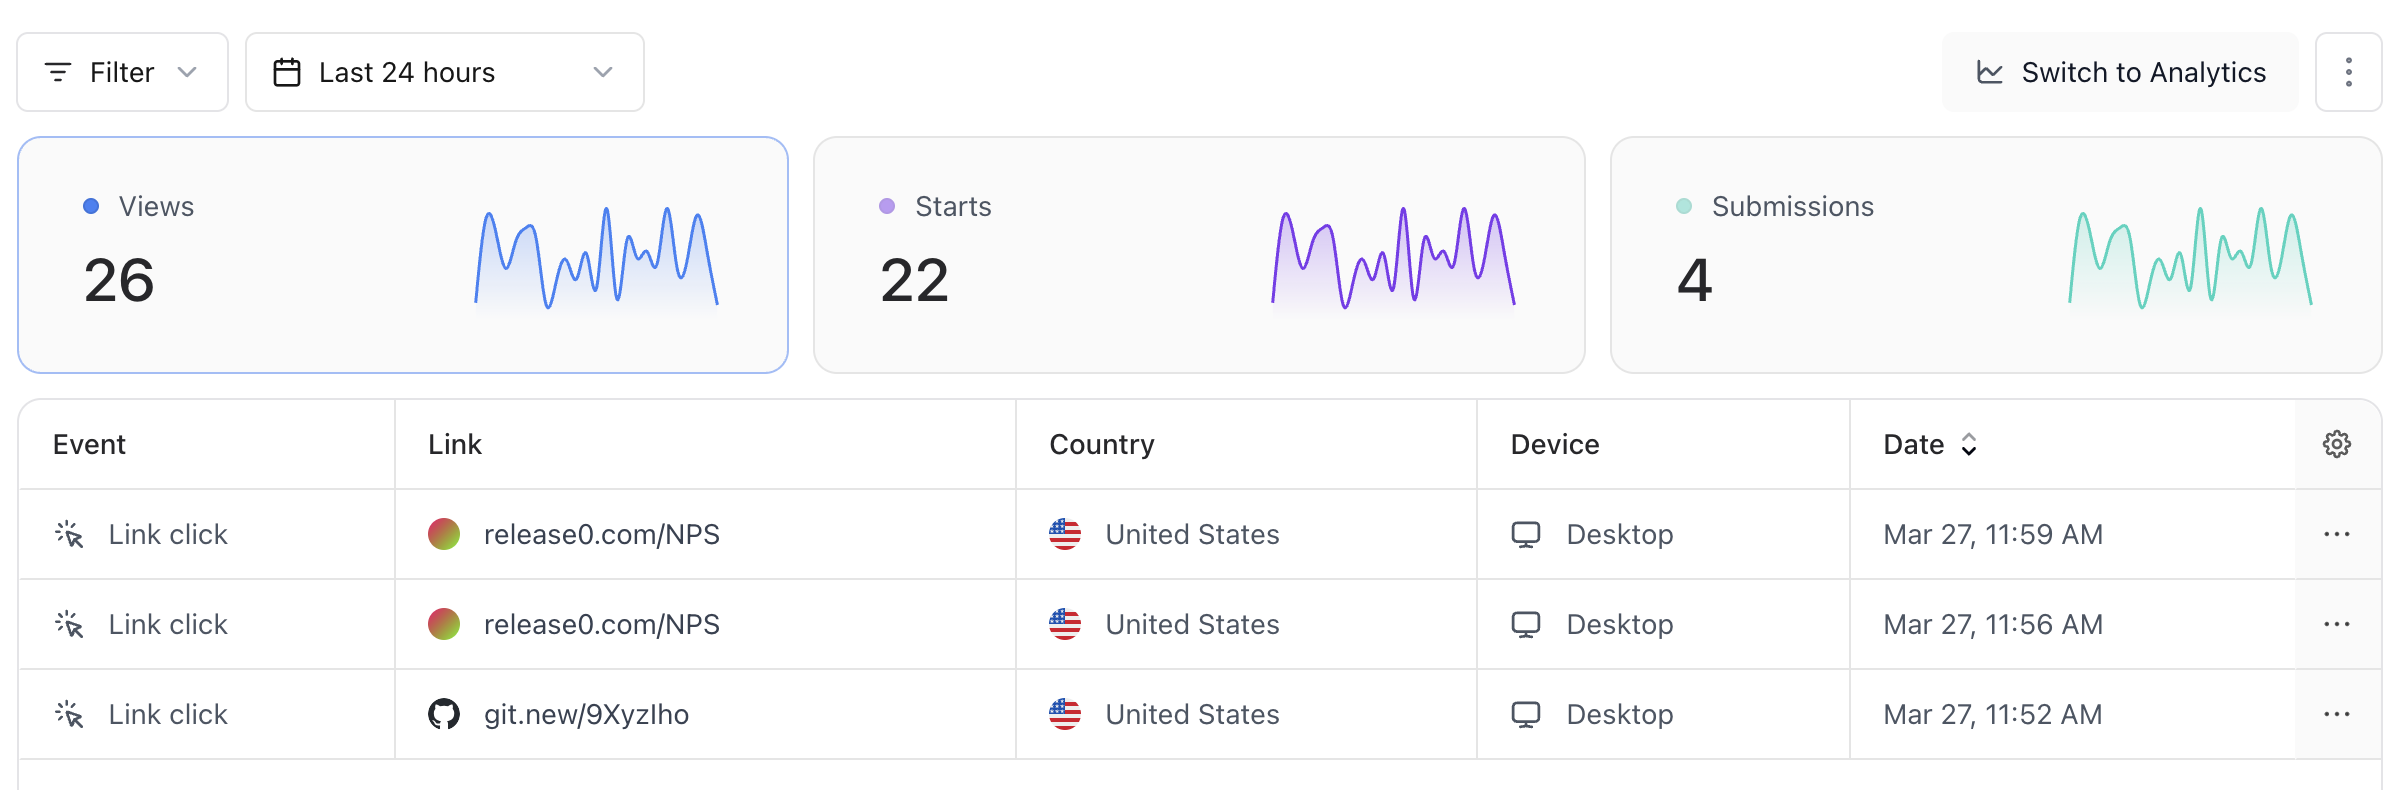 Filter
Last 24 hours
Switch to Analytics
Views
26
Starts
22
Submissions
4
Event Link Country Device Date
Link click release0.com/NPS United States Desktop Mar 27, 11:59 AM
Link click release0.com/NPS United States Desktop Mar 27, 11:56 AM
Link click git.new/9XyzIho United States Desktop Mar 27, 11:52 AM